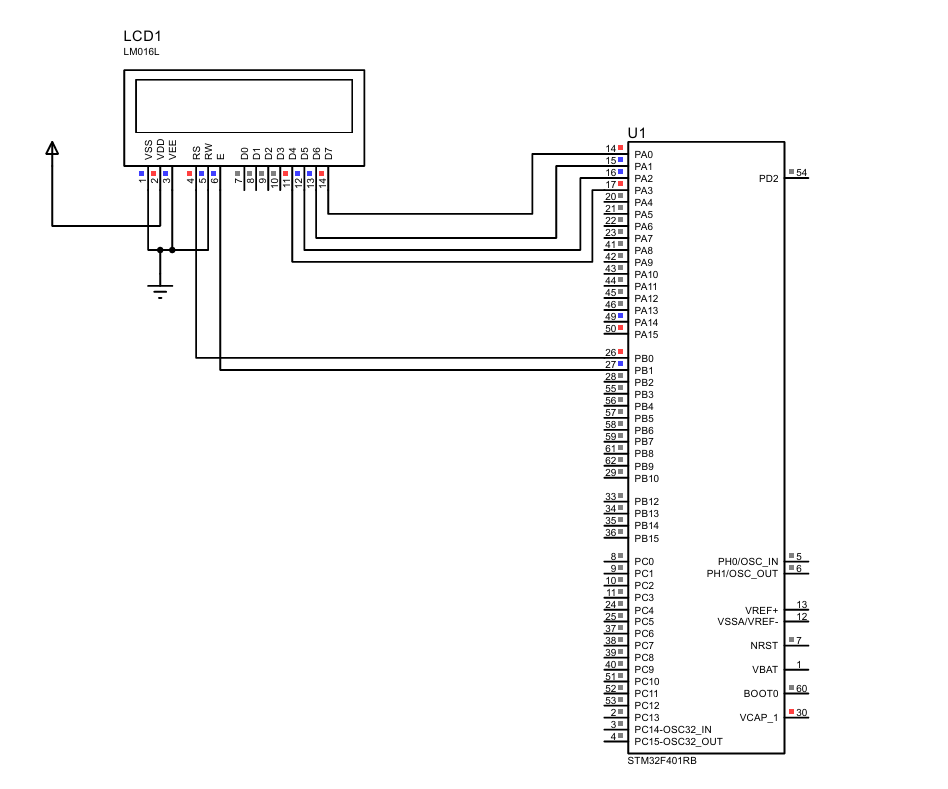 LCD1
LM016L
VSS VDD VEE RS RW E D0 D1 D2 D3 D4 D5 D6 D7
1 2 3 4 5 6 7 8 9 10 11 12 13 14
U1
14 PA0
15 PA1
16 PA2 PD2 54
17 PA3
20 PA4
21 PA5
22 PA6
23 PA7
41 PA8
42 PA9
43 PA10
44 PA11
45 PA12
46 PA13
49 PA14
50 PA15
26 PB0
27 PB1
28 PB2
55 PB3
56 PB4
57 PB5
58 PB6
59 PB7
61 PB8
62 PB9
29 PB10
33 PB12
34 PB13
35 PB14
36 PB15
8 PC0 PH0/OSC_IN 5
9 PC1 PH1/OSC_OUT 6
10 PC2
11 PC3
24 PC4 VREF+ 13
25 PC5 VSSA/VREF- 12
37 PC6
38 PC7 NRST 7
39 PC8
40 PC9 VBAT 1
51 PC10
52 PC11 BOOT0 60
53 PC12
2 PC13 VCAP_1 30
3 PC14-OSC32_IN
4 PC15-OSC32_OUT
STM32F401RB